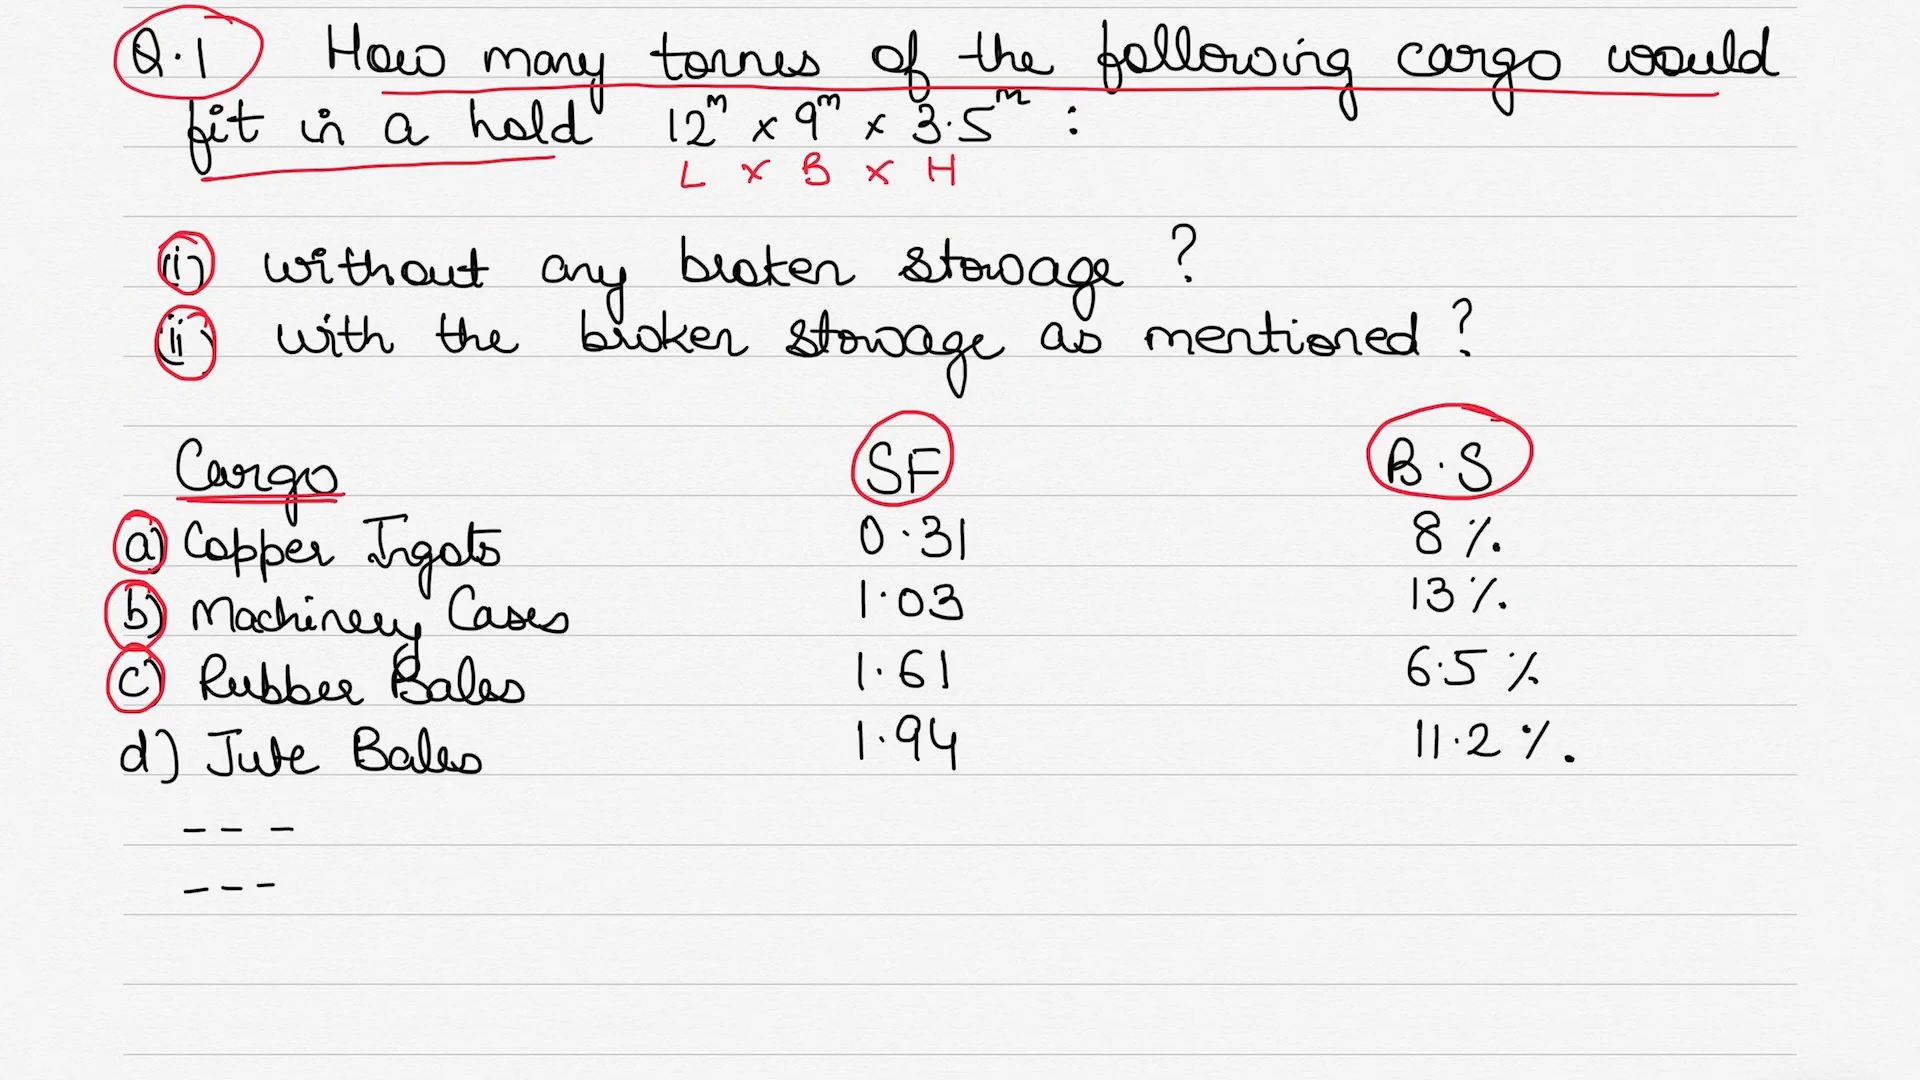 Q.1 How many tonnes of the following cargo would
fit in a hold 12ᵐ x 9ᵐ x 3.5ᵐ :
L x B x H
(i) without any broken stowage ?
(ii) with the broken stowage as mentioned ?
Cargo SF B.S
a) Copper Ingots 0.31 8 %.
b) Machinery Cases 1.03 13 %.
c) Rubber Bales 1.61 6.5 %
d) Jute Bales 1.94 11.2 %.
---
---